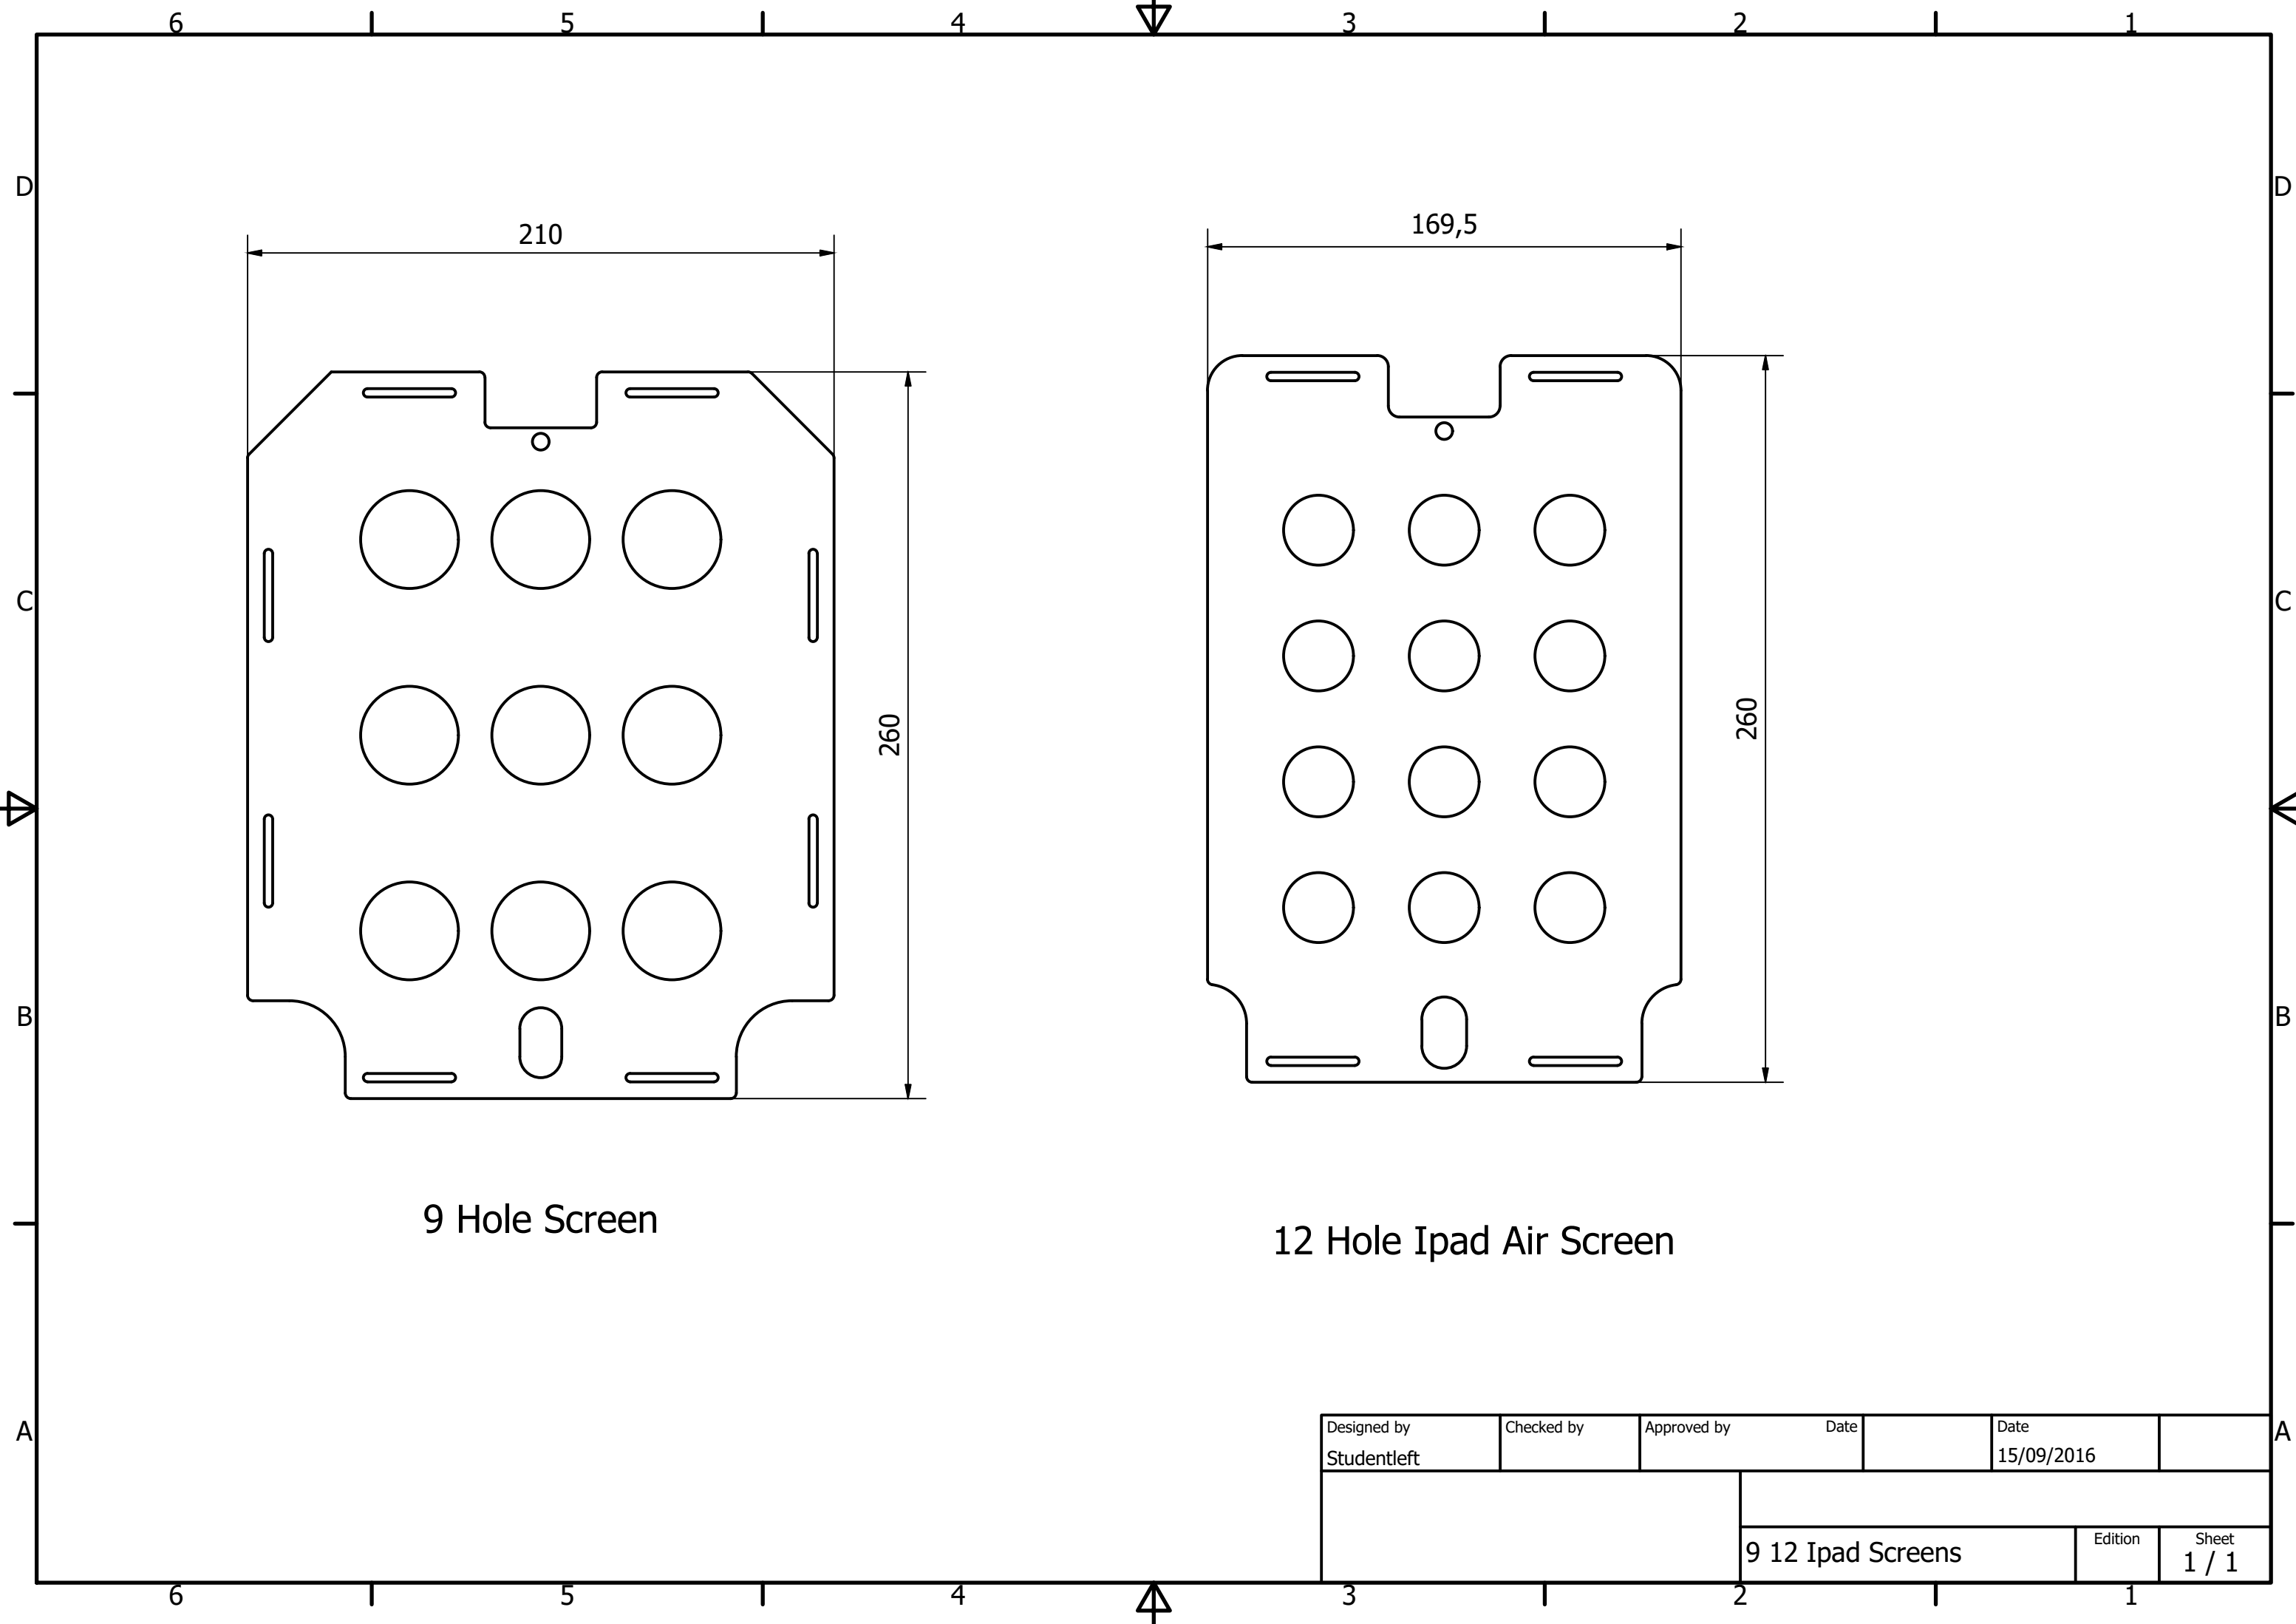 6 5 4 3 2 1
D D
210
169,5
C C
260
260
B B
9 Hole Screen
12 Hole Ipad Air Screen
A A
Designed by Checked by Approved by Date Date
Studentleft 15/09/2016
9 12 Ipad Screens Edition Sheet
1 / 1
6 5 4 3 2 1